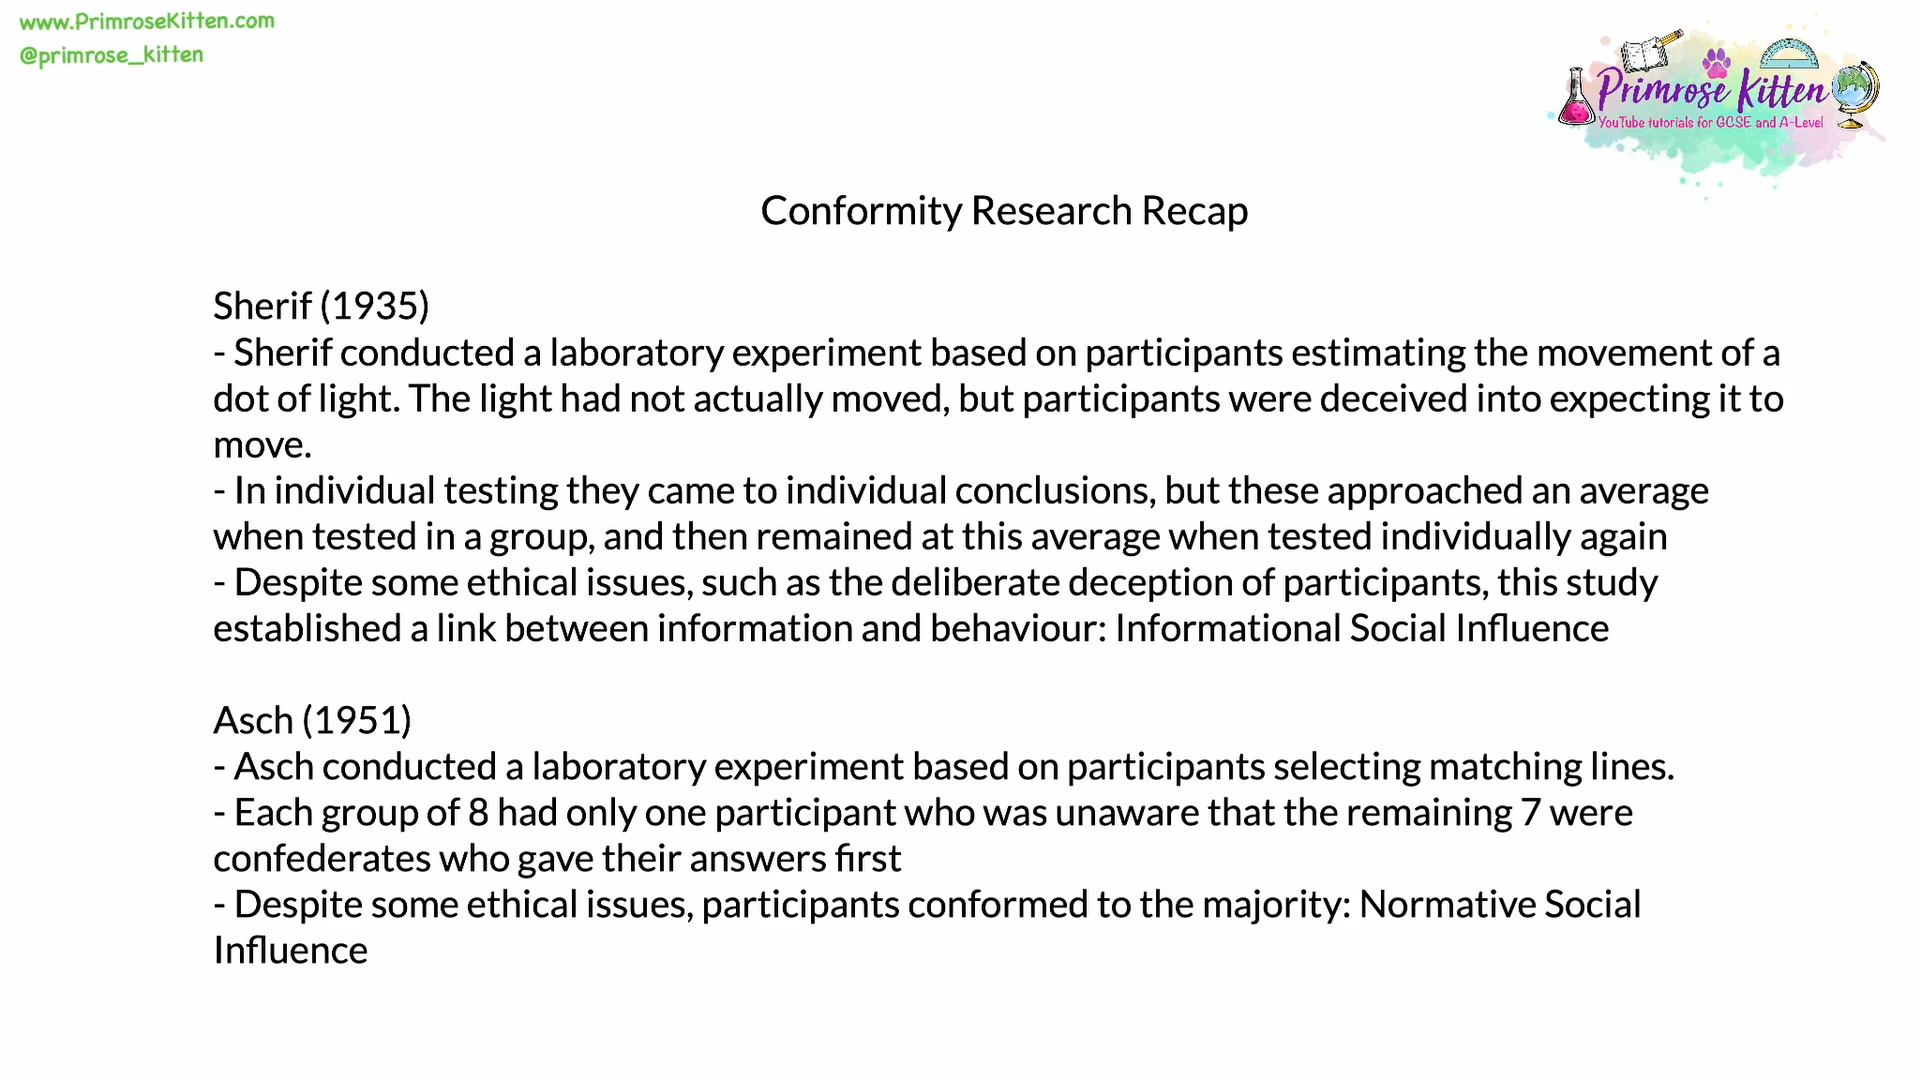 www.PrimroseKitten.com
@primrose_kitten
Primrose Kitten
YouTube tutorials for GCSE and A-Level
Conformity Research Recap
Sherif (1935)
- Sherif conducted a laboratory experiment based on participants estimating the movement of a
dot of light. The light had not actually moved, but participants were deceived into expecting it to
move.
- In individual testing they came to individual conclusions, but these approached an average
when tested in a group, and then remained at this average when tested individually again
- Despite some ethical issues, such as the deliberate deception of participants, this study
established a link between information and behaviour: Informational Social Influence
Asch (1951)
- Asch conducted a laboratory experiment based on participants selecting matching lines.
- Each group of 8 had only one participant who was unaware that the remaining 7 were
confederates who gave their answers first
- Despite some ethical issues, participants conformed to the majority: Normative Social
Influence